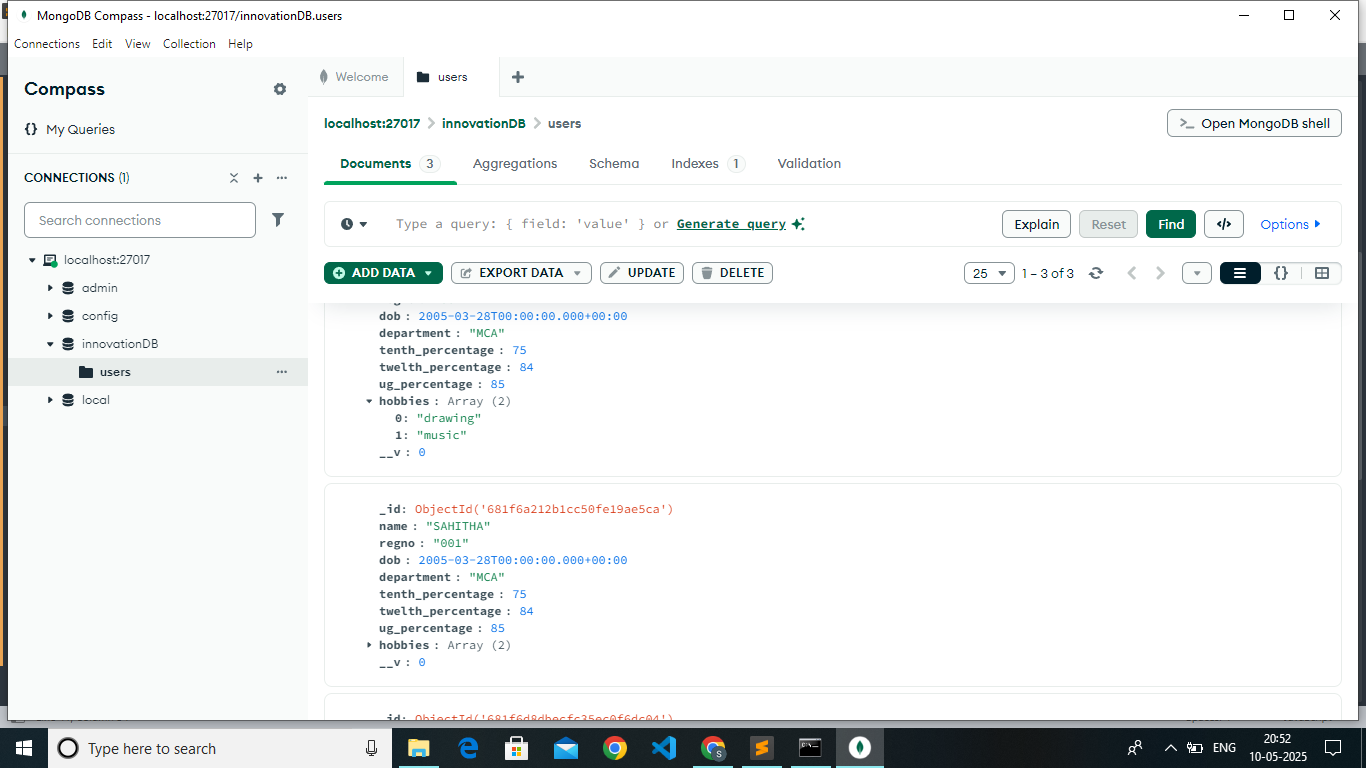 MongoDB Compass - localhost:27017/innovationDB.users
Connections Edit View Collection Help
Compass
My Queries
CONNECTIONS (1)
Search connections
localhost:27017
admin
config
innovationDB
users
local
Welcome
users
localhost:27017 > innovationDB > users
>_ Open MongoDB shell
Documents 3 Aggregations Schema Indexes 1 Validation
Type a query: { field: 'value' } or Generate query
Explain Reset Find </> Options
ADD DATA EXPORT DATA UPDATE DELETE
25 1 – 3 of 3 {}
dob : 2005-03-28T00:00:00.000+00:00
department : "MCA"
tenth_percentage : 75
twelth_percentage : 84
ug_percentage : 85
hobbies : Array (2)
0: "drawing"
1: "music"
__v : 0
_id: ObjectId('681f6a212b1cc50fe19ae5ca')
name : "SAHITHA"
regno : "001"
dob : 2005-03-28T00:00:00.000+00:00
department : "MCA"
tenth_percentage : 75
twelth_percentage : 84
ug_percentage : 85
hobbies : Array (2)
__v : 0
_id: ObjectId('681f6d8dbecfc35ec0f6dc04')
Type here to search
S
ENG
20:52
10-05-2025